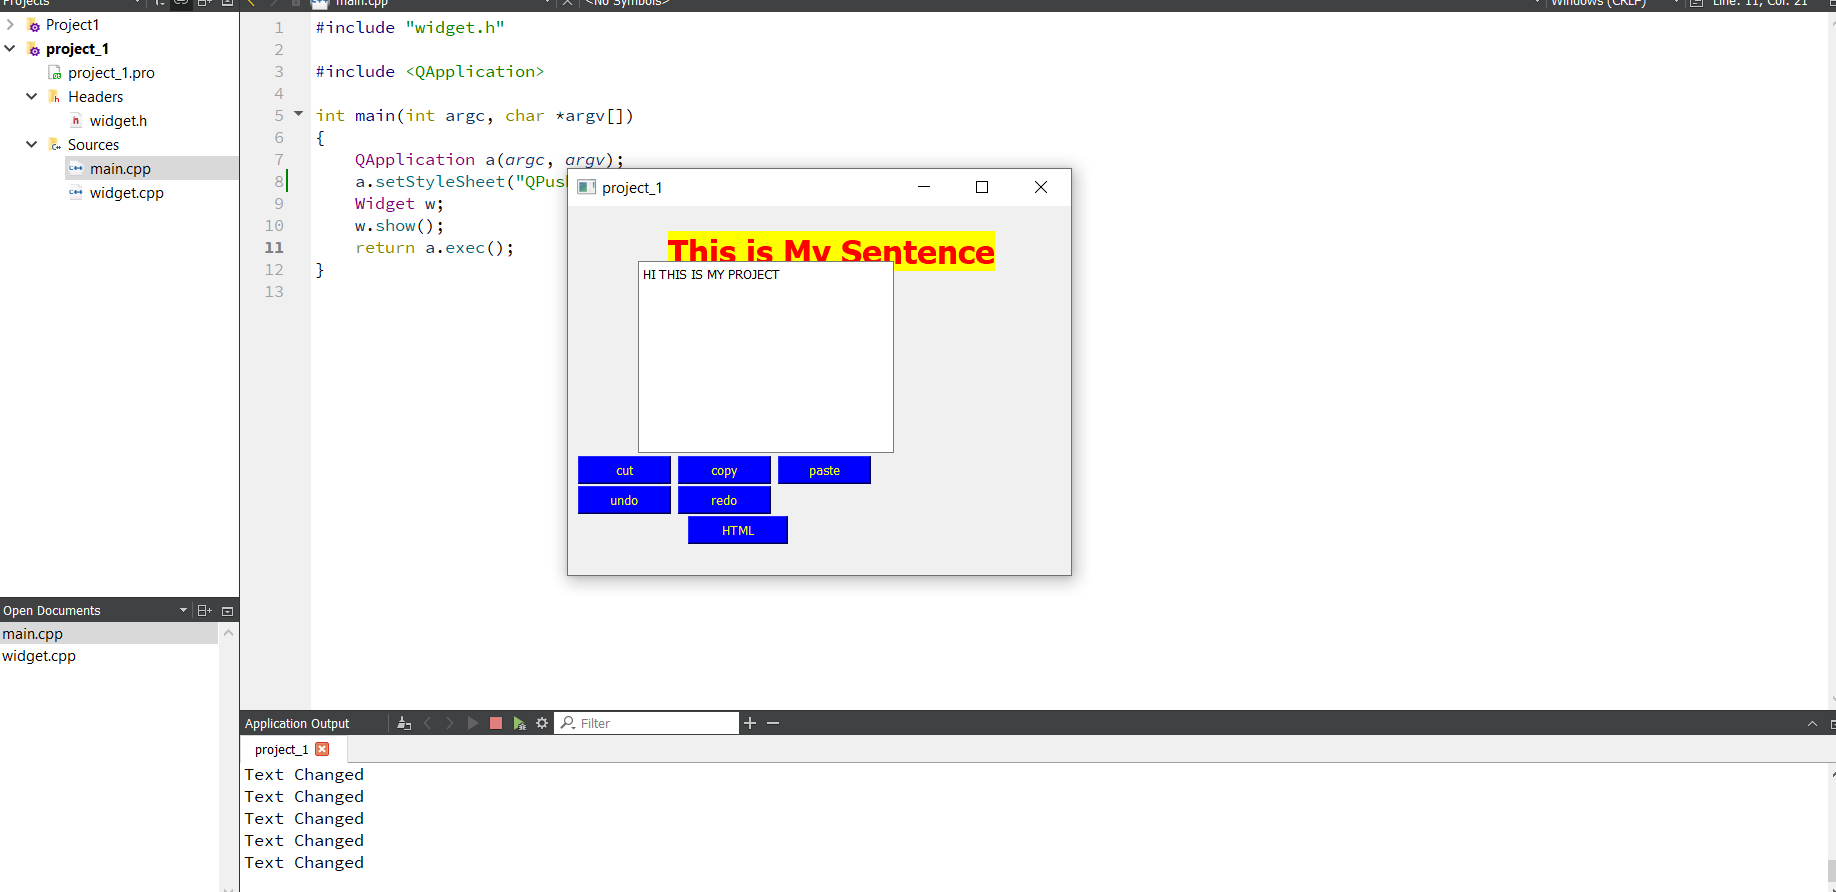 Projects
main.cpp
<No Symbols>
Windows (CRLF)
Line: 11, Col: 21
Project1
project_1
project_1.pro
Headers
widget.h
Sources
main.cpp
widget.cpp
1 #include "widget.h"
2
3 #include <QApplication>
4
5 int main(int argc, char *argv[])
6 {
7 QApplication a(argc, argv);
8 a.setStyleSheet("QPus
9 Widget w;
10 w.show();
11 return a.exec();
12 }
13
project_1
This is My Sentence
HI THIS IS MY PROJECT
cut copy paste
undo redo
HTML
Open Documents
main.cpp
widget.cpp
Application Output
Filter
project_1
Text Changed
Text Changed
Text Changed
Text Changed
Text Changed